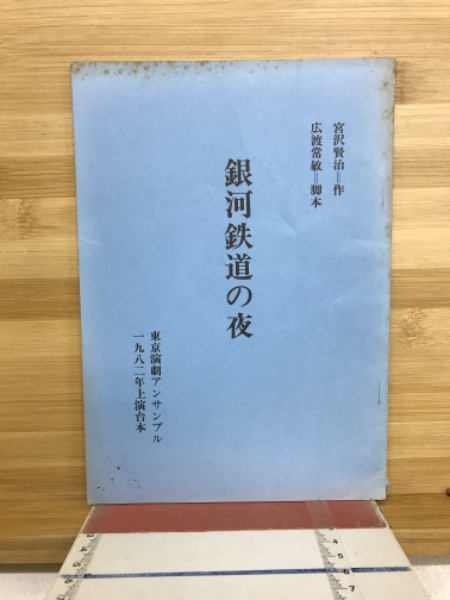 宮沢賢治＝作
広渡常敏＝脚本
銀河鉄道の夜
東京演劇アンサンブル
一九八二年上演台本